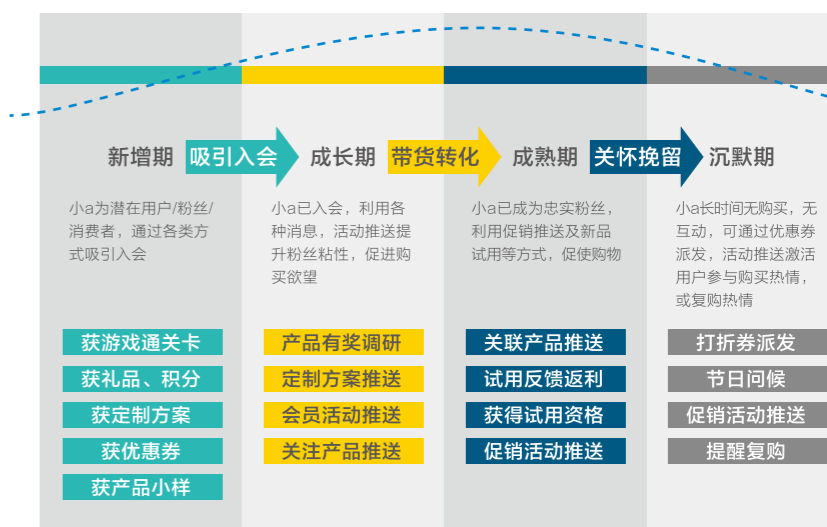 新增期 吸引入会 成长期 带货转化 成熟期 关怀挽留 沉默期
小a为潜在用户/粉丝/
消费者，通过各类方
式吸引入会
小a已入会，利用各
种消息，活动推送提
升粉丝粘性，促进购
买欲望
小a已成为忠实粉丝，
利用促销推送及新品
试用等方式，促使购物
小a长时间无购买，无
互动，可通过优惠券
派发，活动推送激活
用户参与购买热情，
或复购热情
获游戏通关卡
获礼品、积分
获定制方案
获优惠券
获产品小样
产品有奖调研
定制方案推送
会员活动推送
关注产品推送
关联产品推送
试用反馈返利
获得试用资格
促销活动推送
打折券派发
节日问候
促销活动推送
提醒复购